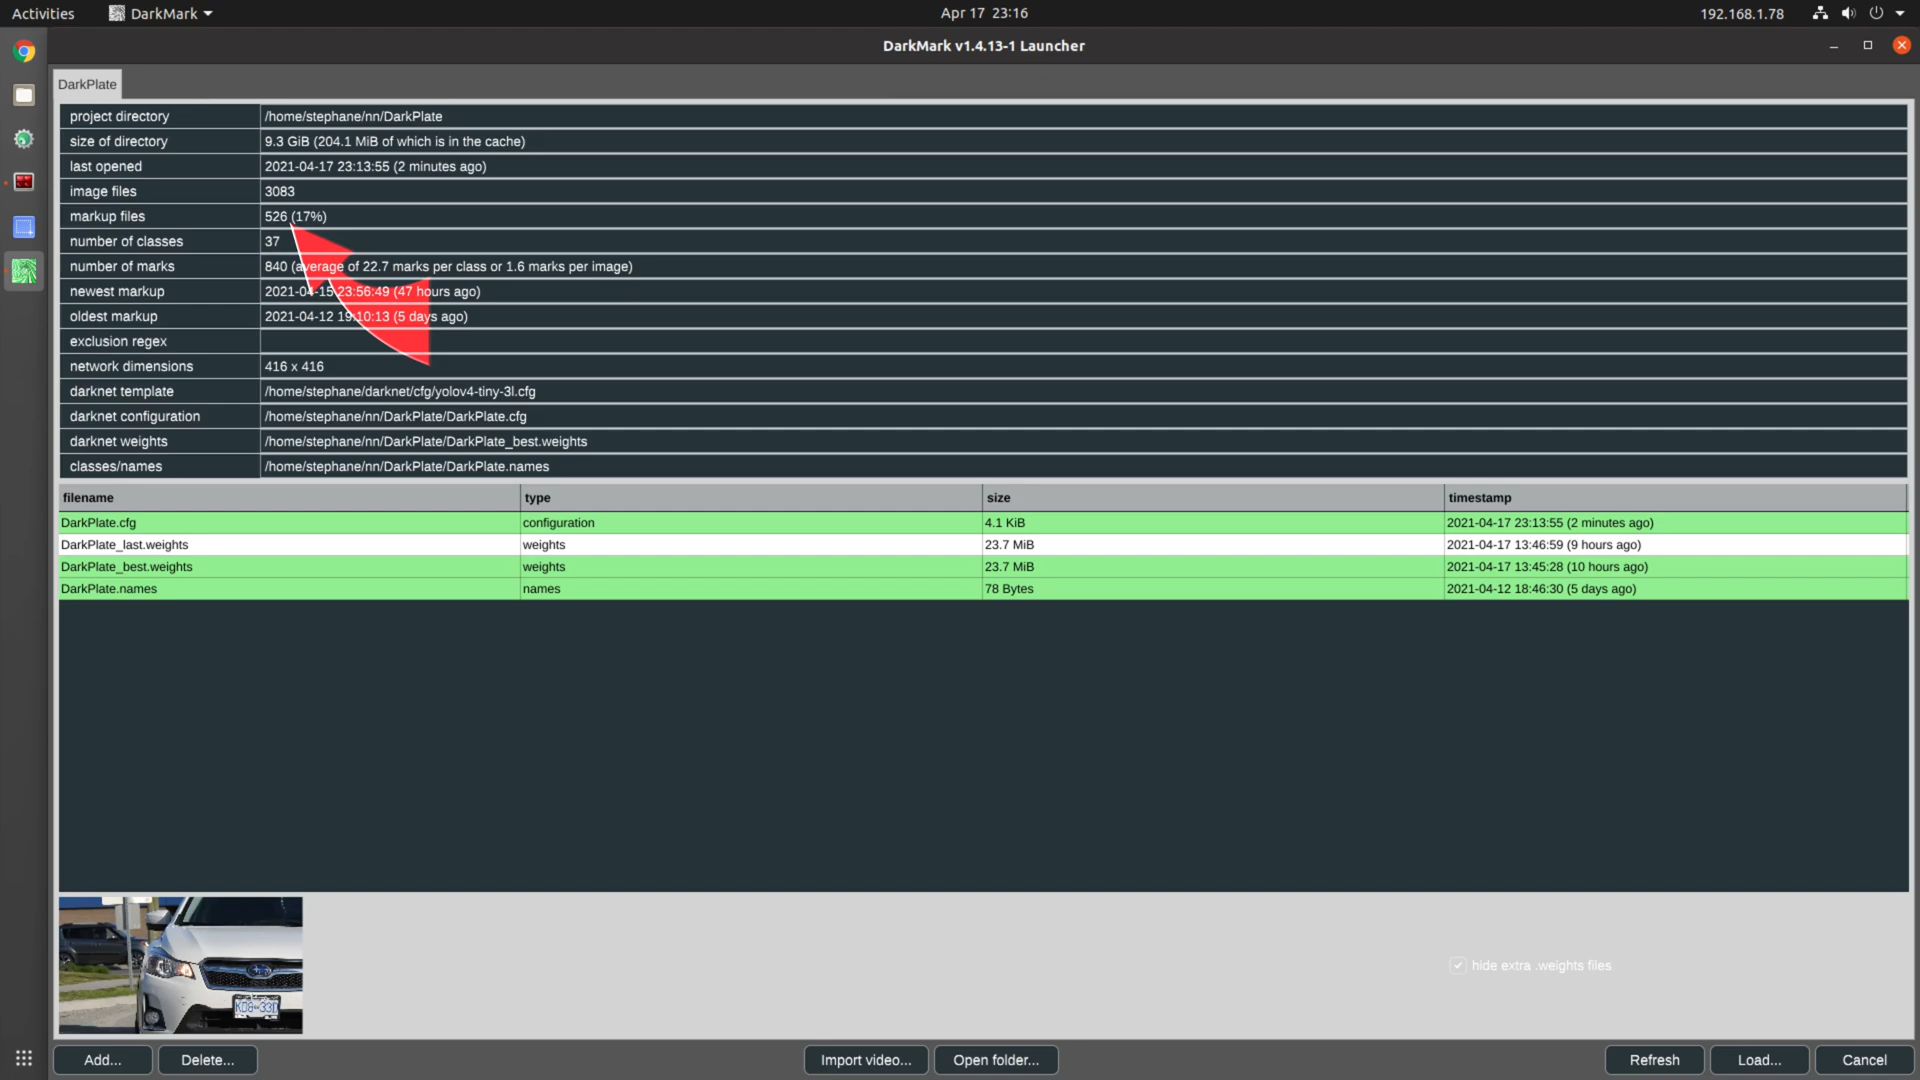 Activities DarkMark Apr 17 23:16 192.168.1.78
DarkMark v1.4.13-1 Launcher
DarkPlate
project directory /home/stephane/nn/DarkPlate
size of directory 9.3 GiB (204.1 MiB of which is in the cache)
last opened 2021-04-17 23:13:55 (2 minutes ago)
image files 3083
markup files 526 (17%)
number of classes 37
number of marks 840 (average of 22.7 marks per class or 1.6 marks per image)
newest markup 2021-04-15 23:56:49 (47 hours ago)
oldest markup 2021-04-12 19:10:13 (5 days ago)
exclusion regex
network dimensions 416 x 416
darknet template /home/stephane/darknet/cfg/yolov4-tiny-3l.cfg
darknet configuration /home/stephane/nn/DarkPlate/DarkPlate.cfg
darknet weights /home/stephane/nn/DarkPlate/DarkPlate_best.weights
classes/names /home/stephane/nn/DarkPlate/DarkPlate.names
filename type size timestamp
DarkPlate.cfg configuration 4.1 KiB 2021-04-17 23:13:55 (2 minutes ago)
DarkPlate_last.weights weights 23.7 MiB 2021-04-17 13:46:59 (9 hours ago)
DarkPlate_best.weights weights 23.7 MiB 2021-04-17 13:45:28 (10 hours ago)
DarkPlate.names names 78 Bytes 2021-04-12 18:46:30 (5 days ago)
hide extra .weights files
Add... Delete... Import video... Open folder... Refresh Load... Cancel